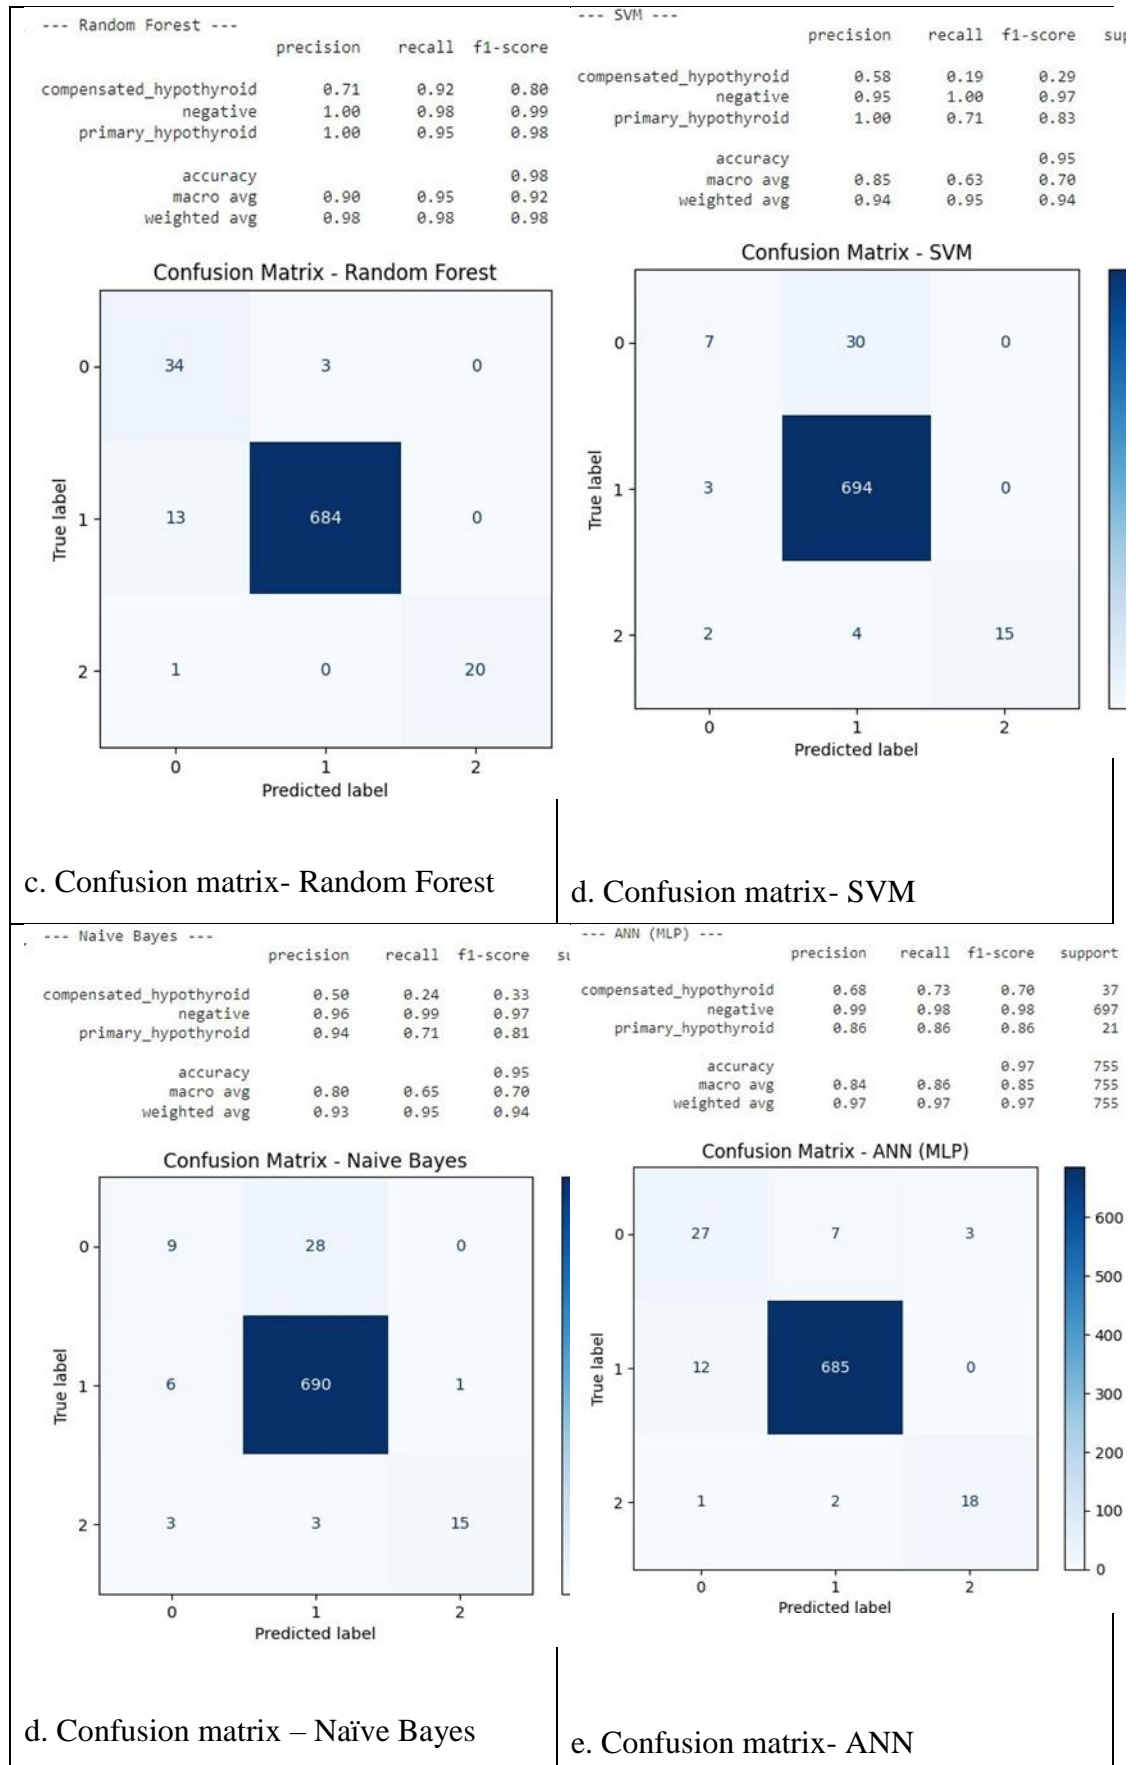 --- Random Forest ---
precision recall f1-score
compensated_hypothyroid 0.71 0.92 0.80
negative 1.00 0.98 0.99
primary_hypothyroid 1.00 0.95 0.98
accuracy 0.98
macro avg 0.90 0.95 0.92
weighted avg 0.98 0.98 0.98
Confusion Matrix - Random Forest
0 34 3 0
1 13 684 0
2 1 0 20
True label
0 1 2
Predicted label
c. Confusion matrix- Random Forest
--- SVM ---
precision recall f1-score sup
compensated_hypothyroid 0.58 0.19 0.29
negative 0.95 1.00 0.97
primary_hypothyroid 1.00 0.71 0.83
accuracy 0.95
macro avg 0.85 0.63 0.70
weighted avg 0.94 0.95 0.94
Confusion Matrix - SVM
0 7 30 0
1 3 694 0
2 2 4 15
True label
0 1 2
Predicted label
d. Confusion matrix- SVM
--- Naive Bayes ---
precision recall f1-score su
compensated_hypothyroid 0.50 0.24 0.33
negative 0.96 0.99 0.97
primary_hypothyroid 0.94 0.71 0.81
accuracy 0.95
macro avg 0.80 0.65 0.70
weighted avg 0.93 0.95 0.94
Confusion Matrix - Naive Bayes
0 9 28 0
1 6 690 1
2 3 3 15
True label
0 1 2
Predicted label
d. Confusion matrix – Naïve Bayes
--- ANN (MLP) ---
precision recall f1-score support
compensated_hypothyroid 0.68 0.73 0.70 37
negative 0.99 0.98 0.98 697
primary_hypothyroid 0.86 0.86 0.86 21
accuracy 0.97 755
macro avg 0.84 0.86 0.85 755
weighted avg 0.97 0.97 0.97 755
Confusion Matrix - ANN (MLP)
0 27 7 3
1 12 685 0
2 1 2 18
True label
0 1 2
Predicted label
600
500
400
300
200
100
0
e. Confusion matrix- ANN